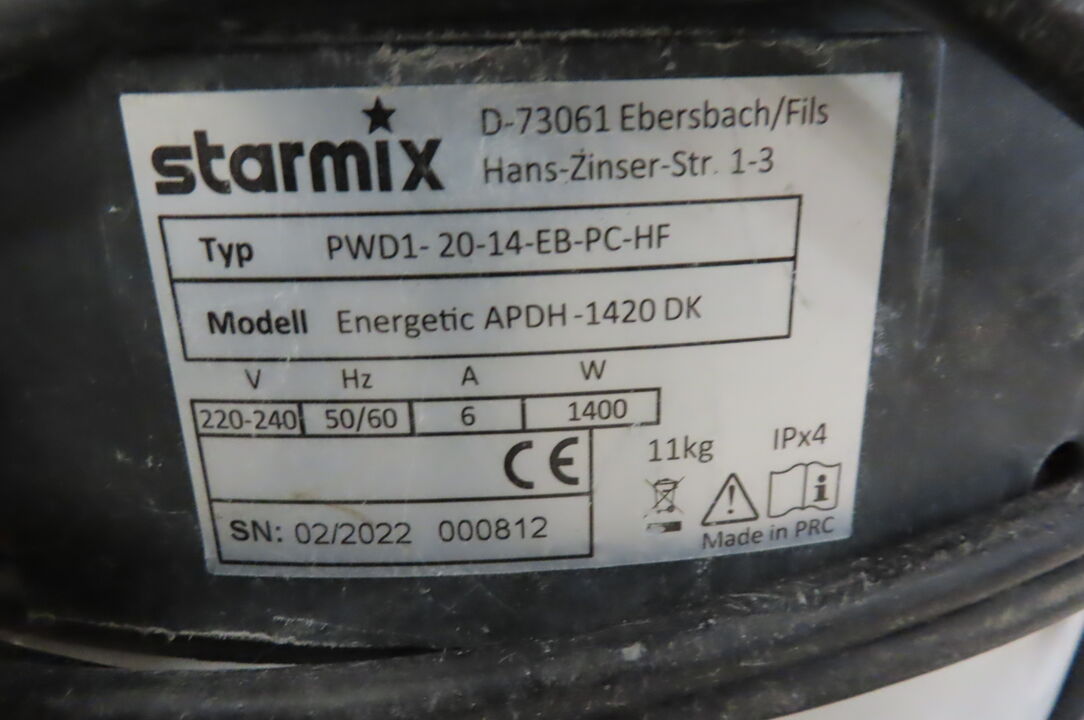 starmix
D-73061 Ebersbach/Fils
Hans-Zinser-Str. 1-3
Typ PWD1- 20-14-EB-PC-HF
Modell Energetic APDH -1420 DK
V Hz A W
220-240 50/60 6 1400
CE 11kg IPx4
SN: 02/2022 000812
Made in PRC